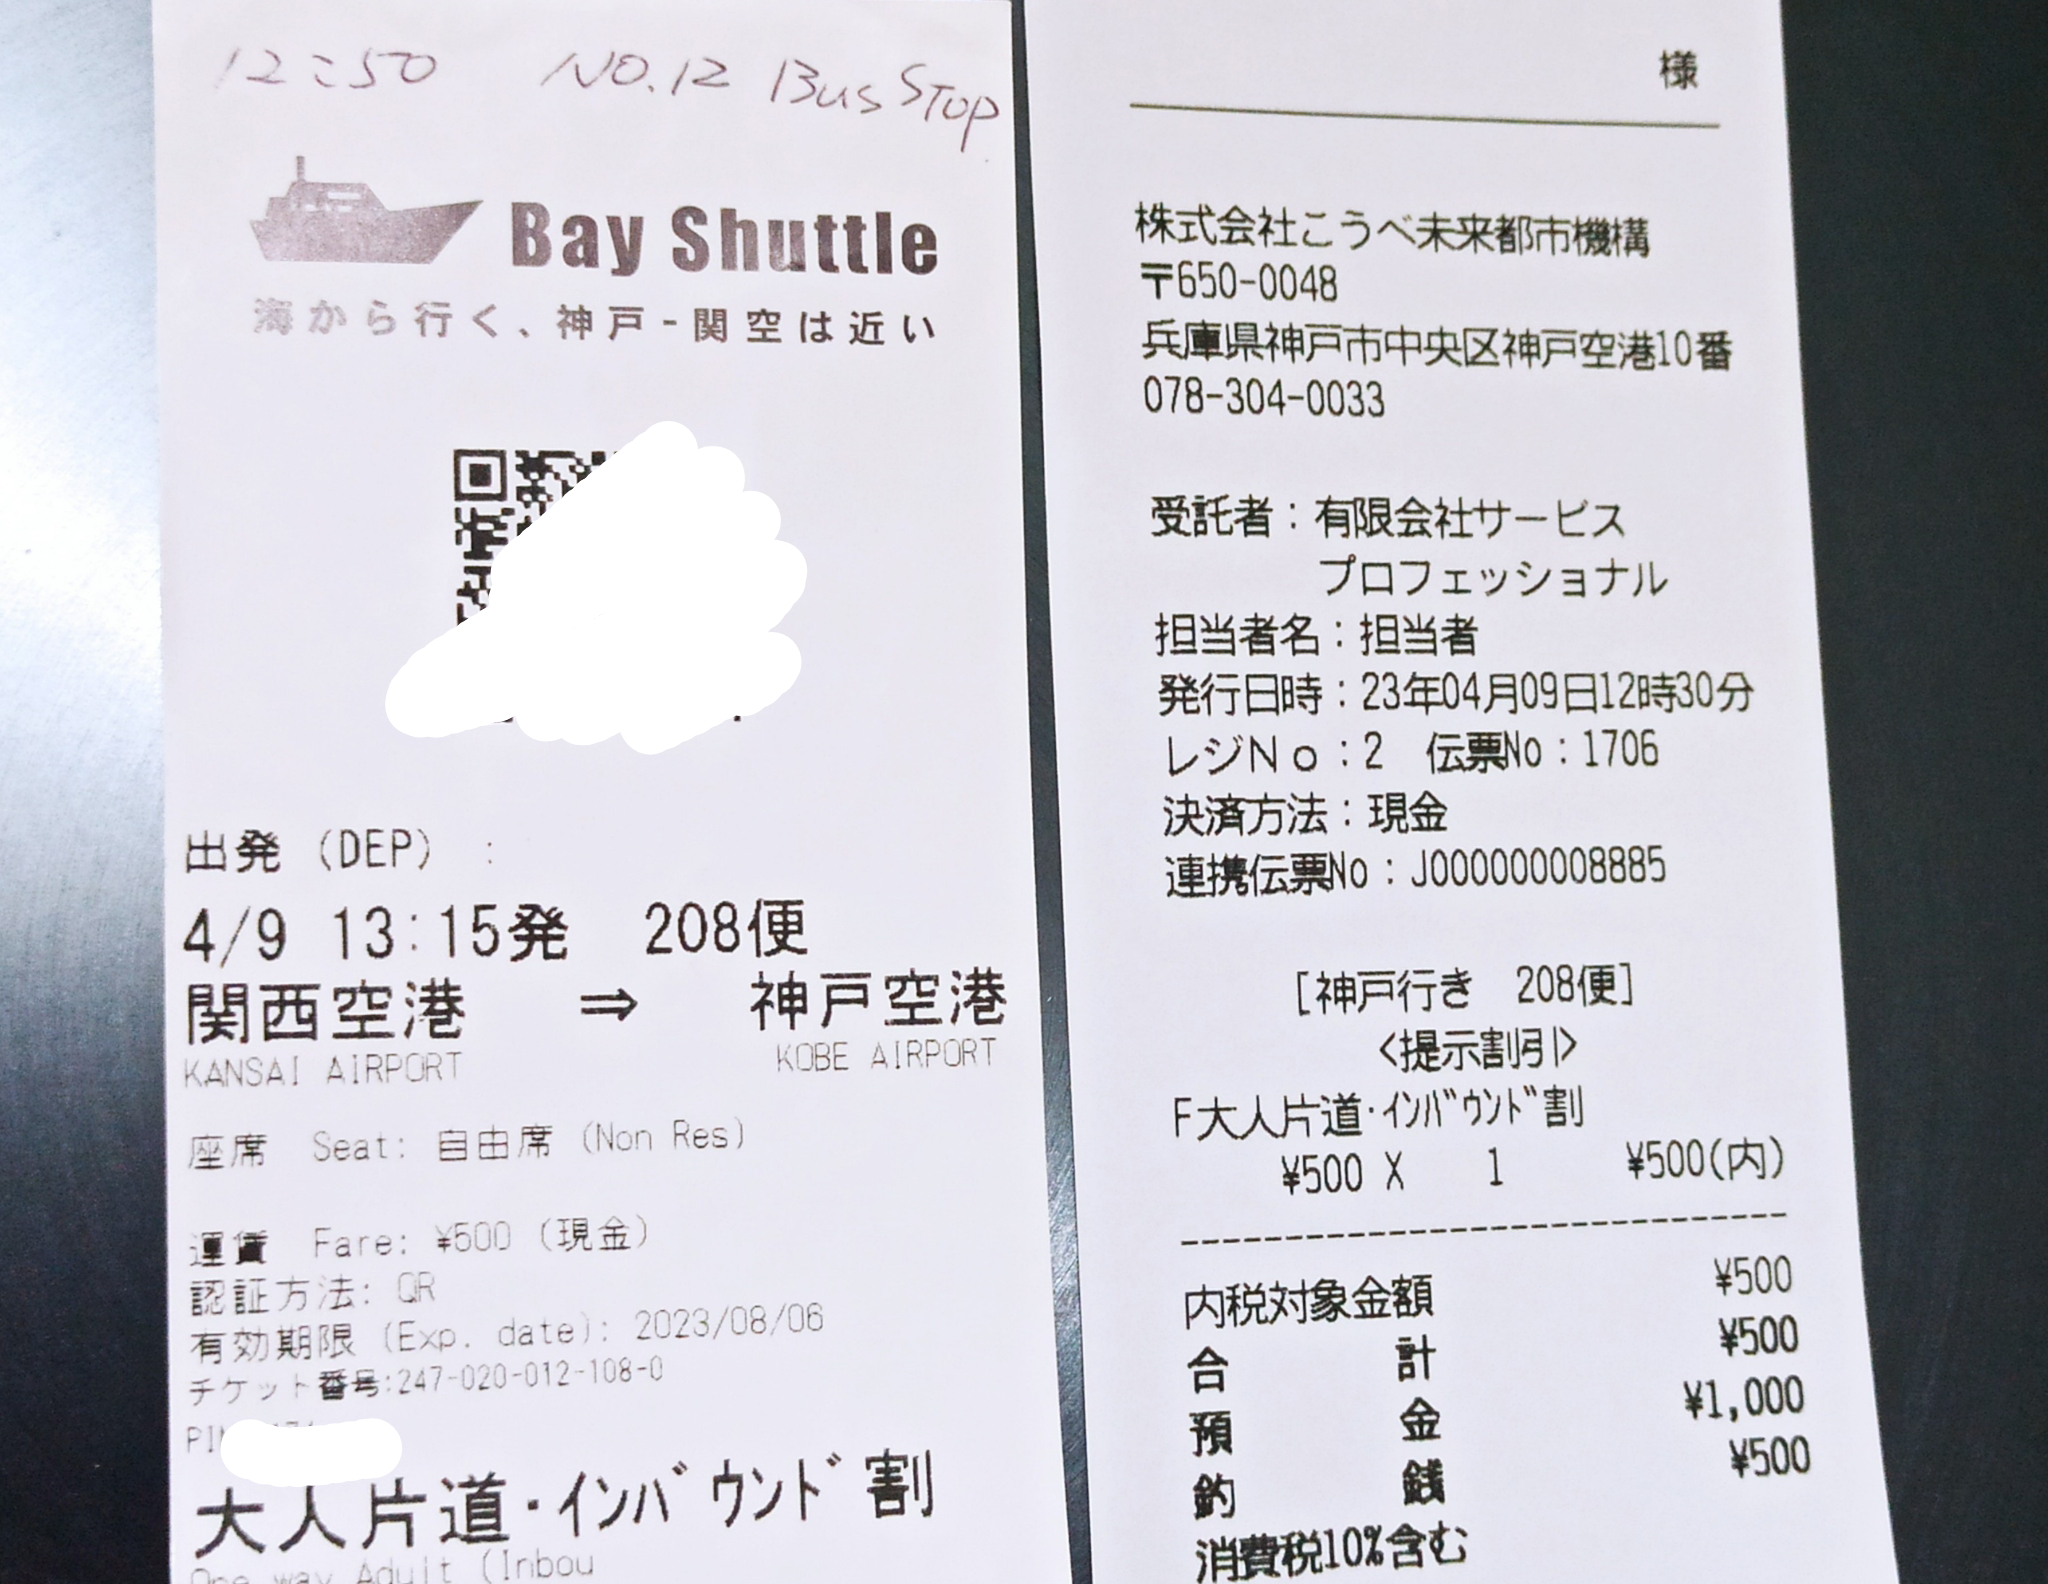 12:50 NO.12 Bus STop
Bay Shuttle
海から行く、神戸-関空は近い
出発 (DEP) :
4/9 13:15発 208便
関西空港 ⇒ 神戸空港
KANSAI AIRPORT KOBE AIRPORT
座席 Seat: 自由席 (Non Res)
運賃 Fare: ¥500 (現金)
認証方法: QR
有効期限 (Exp. date): 2023/08/06
チケット番号:247-020-012-108-0
大人片道・インバウンド割
One way Adult (Inbou
様
株式会社こうべ未来都市機構
〒650-0048
兵庫県神戸市中央区神戸空港10番
078-304-0033
受託者：有限会社サービス
プロフェッショナル
担当者名：担当者
発行日時：23年04月09日12時30分
レジＮｏ：2 伝票No：1706
決済方法：現金
連携伝票No：J000000008885
[神戸行き 208便]
<提示割引>
F大人片道・インバウンド割
¥500 X 1 ¥500(内)
内税対象金額 ¥500
合計 ¥500
預金 ¥1,000
釣銭 ¥500
消費税10%含む